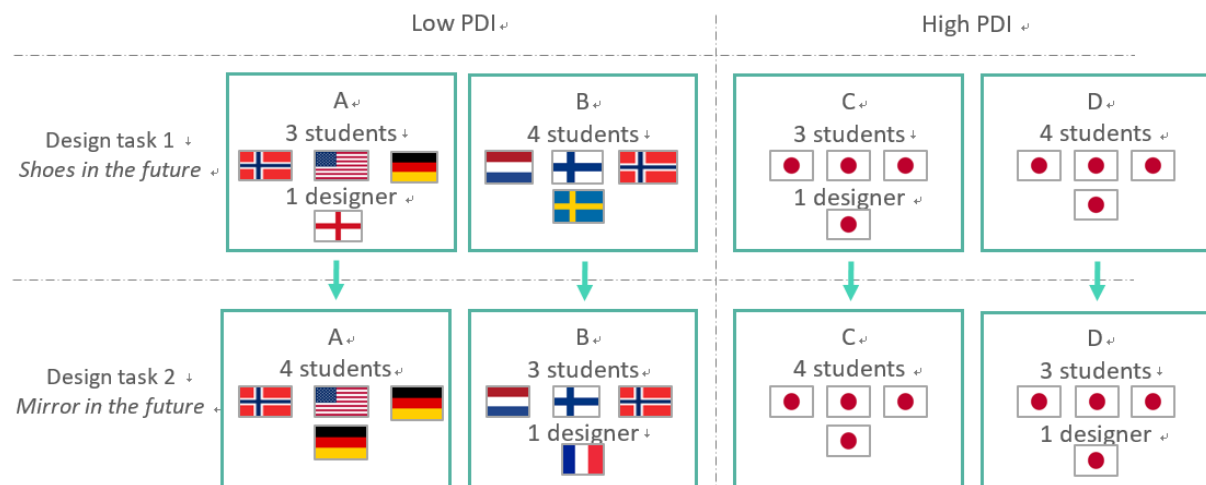 Low PDI
High PDI
Design task 1
Shoes in the future
A
3 students
1 designer
B
4 students
C
3 students
1 designer
D
4 students
Design task 2
Mirror in the future
A
4 students
B
3 students
1 designer
C
4 students
D
3 students
1 designer